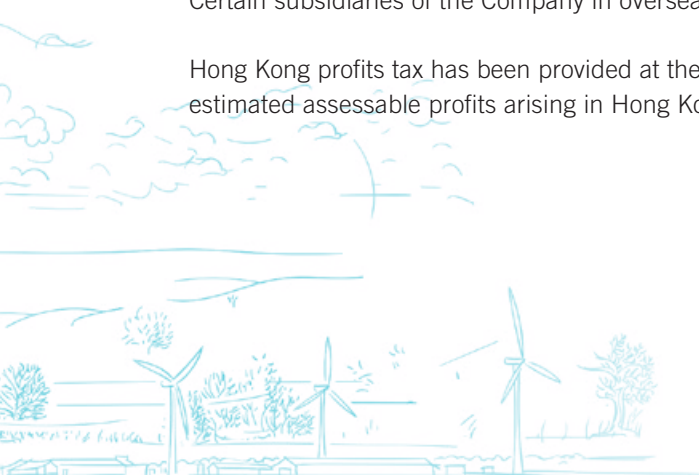 Certain subsidiaries of the Company in oversea
Hong Kong profits tax has been provided at the
estimated assessable profits arising in Hong Ko